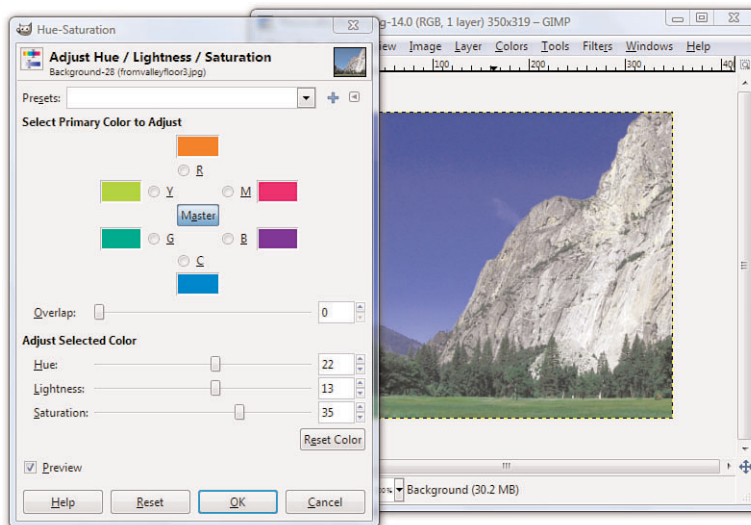 Hue-Saturation
Adjust Hue / Lightness / Saturation
Background-28 (fromvalleyfloor3.jpg)
Presets:
Select Primary Color to Adjust
R
Y
M
Master
G
B
C
Overlap:
0
Adjust Selected Color
Hue:
22
Lightness:
13
Saturation:
35
Reset Color
Preview
Help
Reset
OK
Cancel
-14.0 (RGB, 1 layer) 350x319 – GIMP
Image Layer Colors Tools Filters Windows Help
100 200 300 400
Background (30.2 MB)